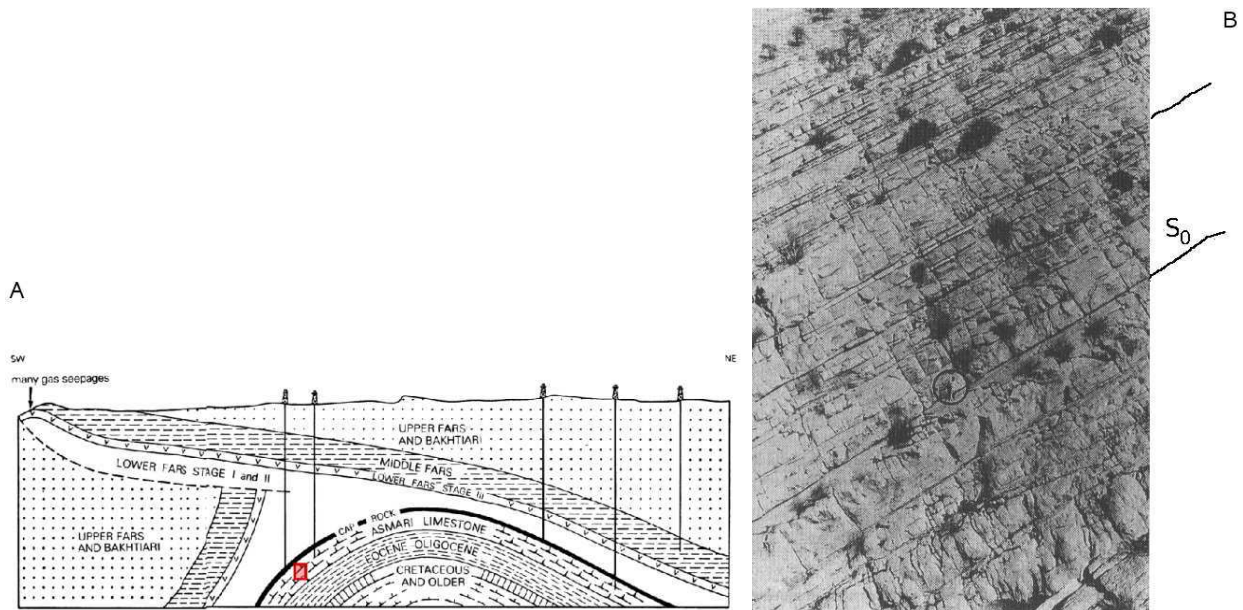 A
B
SW
NE
many gas seepages
UPPER FARS
AND BAKHTIARI
MIDDLE FARS
LOWER FARS STAGE III
LOWER FARS STAGE I and II
CAP ROCK
ASMARI LIMESTONE
EOCENE OLIGOCENE
CRETACEOUS
AND OLDER
UPPER FARS
AND BAKHTIARI
S0